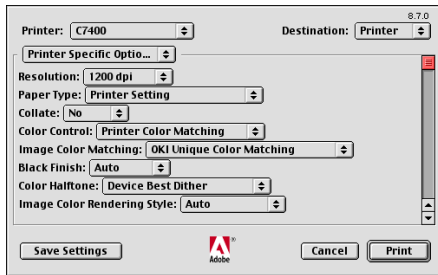 8.7.0
Printer: C7400 Destination: Printer
Printer Specific Optio...
Resolution: 1200 dpi
Paper Type: Printer Setting
Collate: No
Color Control: Printer Color Matching
Image Color Matching: OKI Unique Color Matching
Black Finish: Auto
Color Halftone: Device Best Dither
Image Color Rendering Style: Auto
Save Settings Adobe® Cancel Print